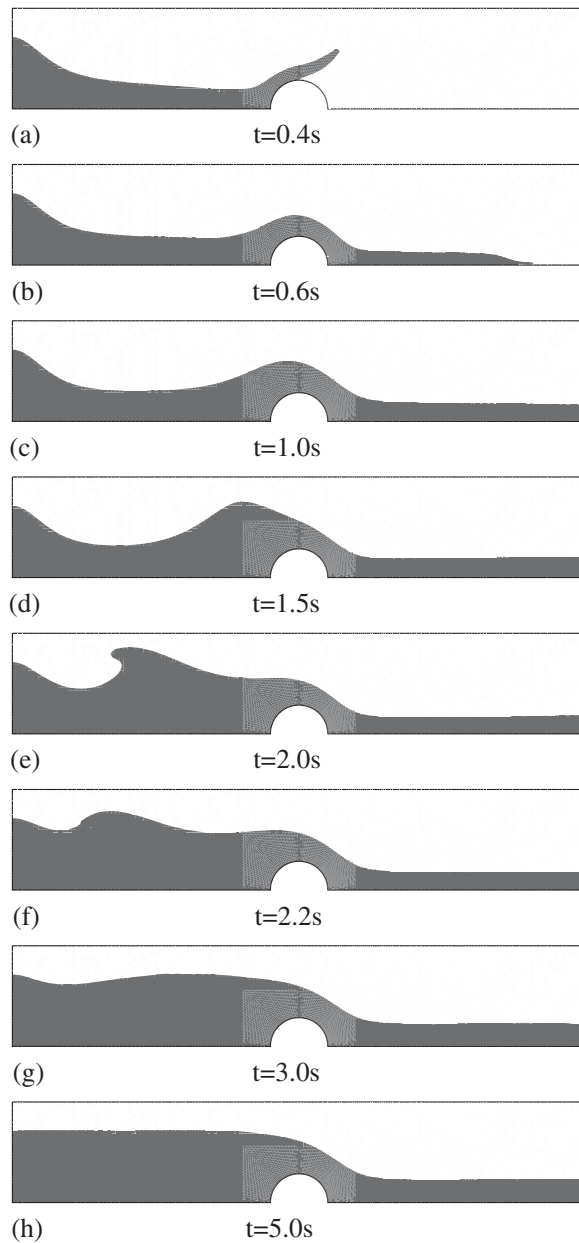 (a) t=0.4s
(b) t=0.6s
(c) t=1.0s
(d) t=1.5s
(e) t=2.0s
(f) t=2.2s
(g) t=3.0s
(h) t=5.0s